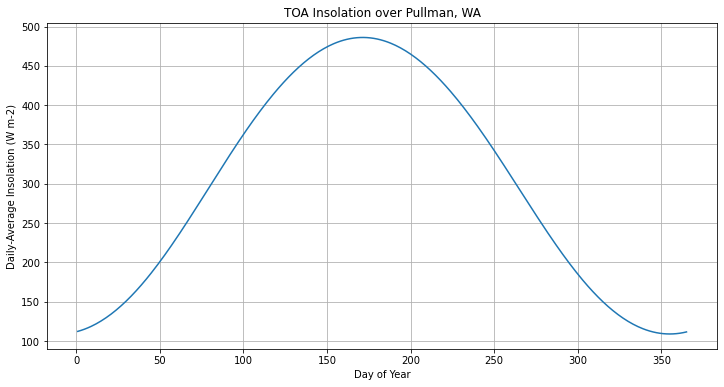 TOA Insolation over Pullman, WA
500
450
400
350
300
250
200
150
100
Daily-Average Insolation (W m-2)
0 50 100 150 200 250 300 350
Day of Year